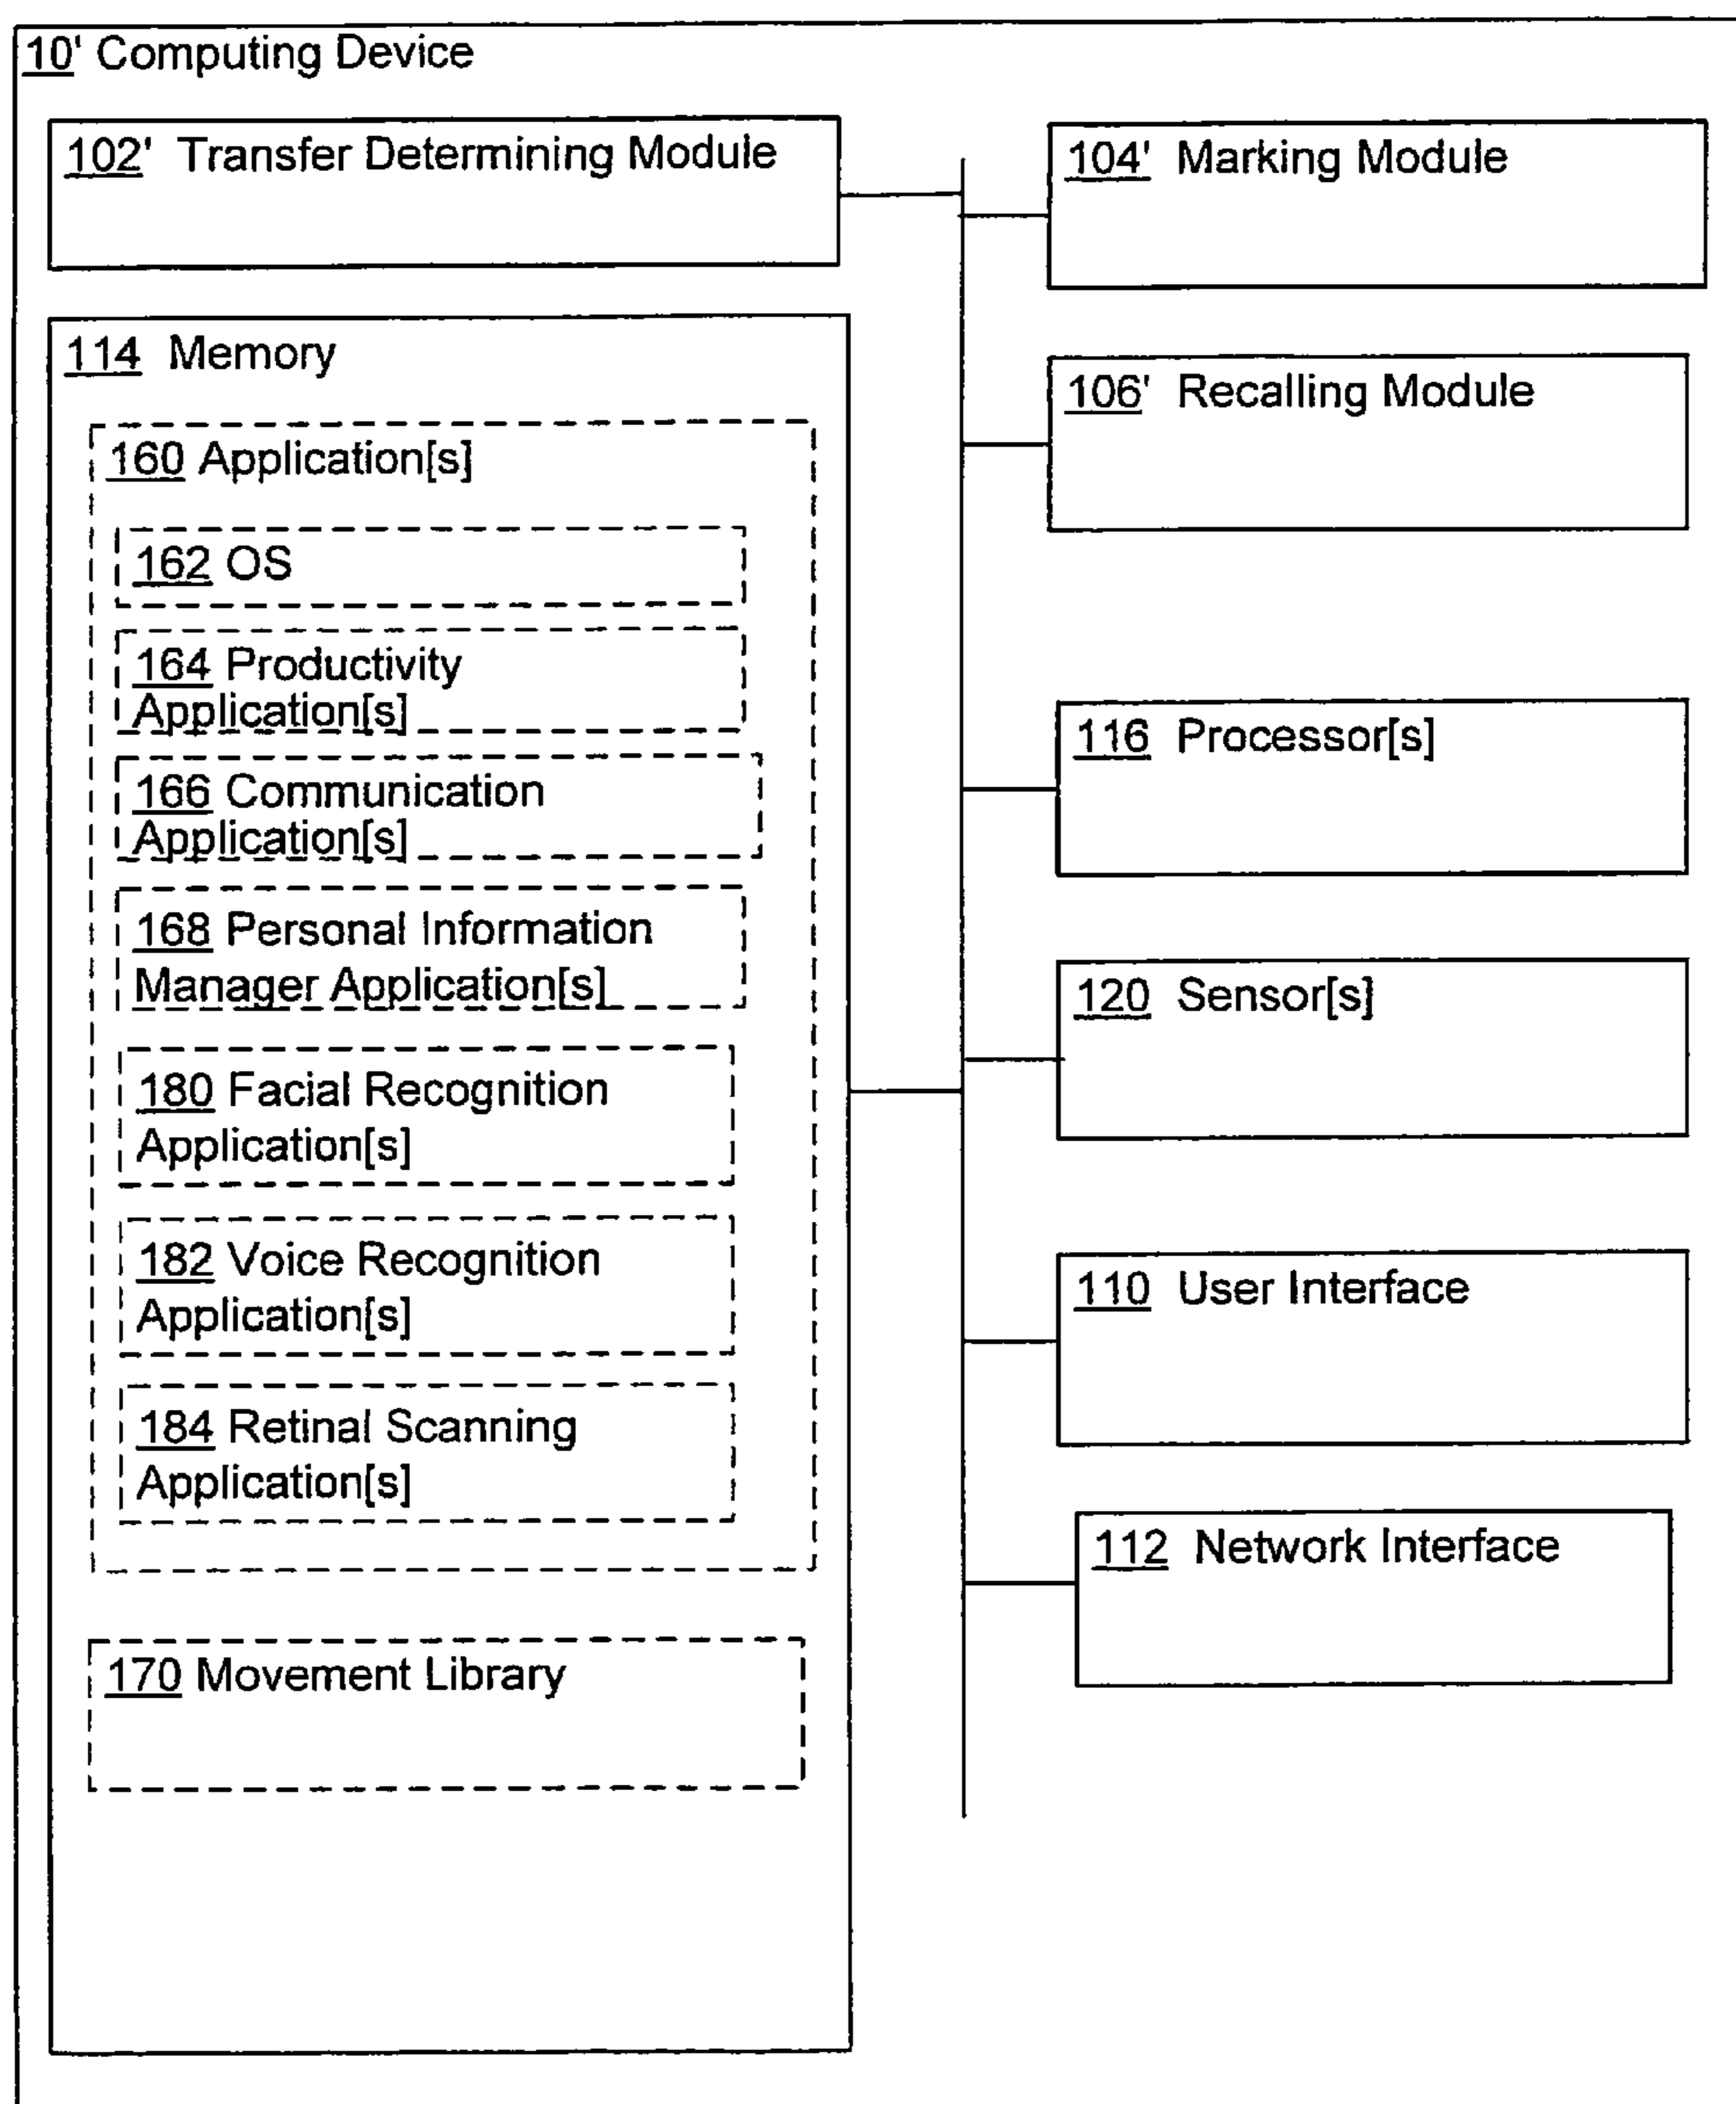 10' Computing Device
102' Transfer Determining Module
104' Marking Module
114 Memory
106' Recalling Module
160 Application[s]
162 OS
164 Productivity
Application[s]
116 Processor[s]
166 Communication
Application[s]
168 Personal Information
Manager Application[s]
120 Sensor[s]
180 Facial Recognition
Application[s]
182 Voice Recognition
Application[s]
110 User Interface
184 Retinal Scanning
Application[s]
112 Network Interface
170 Movement Library